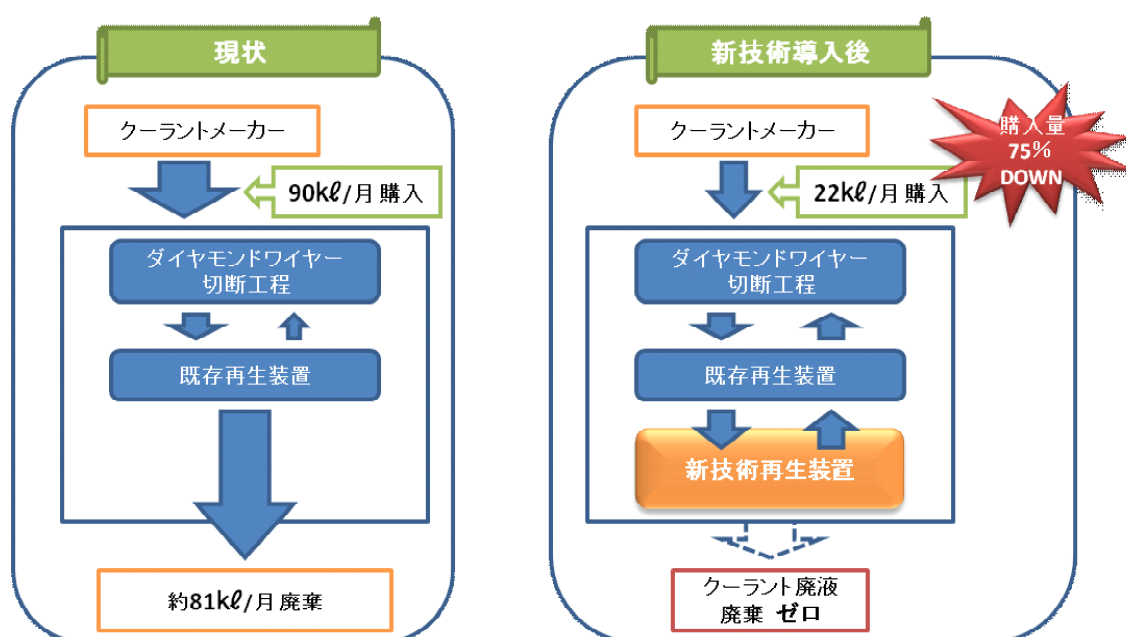 現状
クーラントメーカー
90kℓ/月 購入
ダイヤモンドワイヤー
切断工程
既存再生装置
約81kℓ/月 廃棄
新技術導入後
クーラントメーカー
購入量
75%
DOWN
22kℓ/月 購入
ダイヤモンドワイヤー
切断工程
既存再生装置
新技術再生装置
クーラント廃液
廃棄 ゼロ